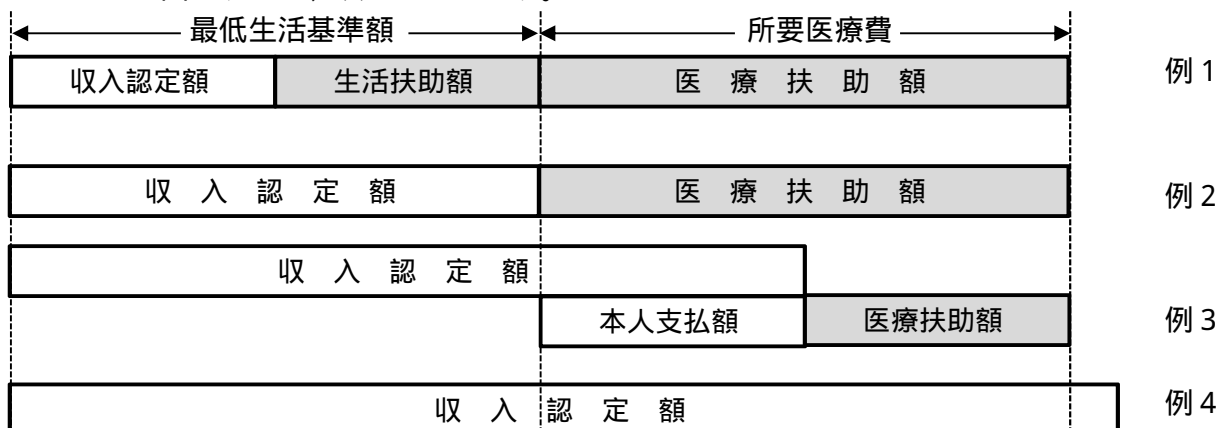 最低生活基準額 所要医療費
収入認定額 生活扶助額 医療扶助額 例1
収入認定額 医療扶助額 例2
収入認定額
本人支払額 医療扶助額 例3
収入認定額 例4